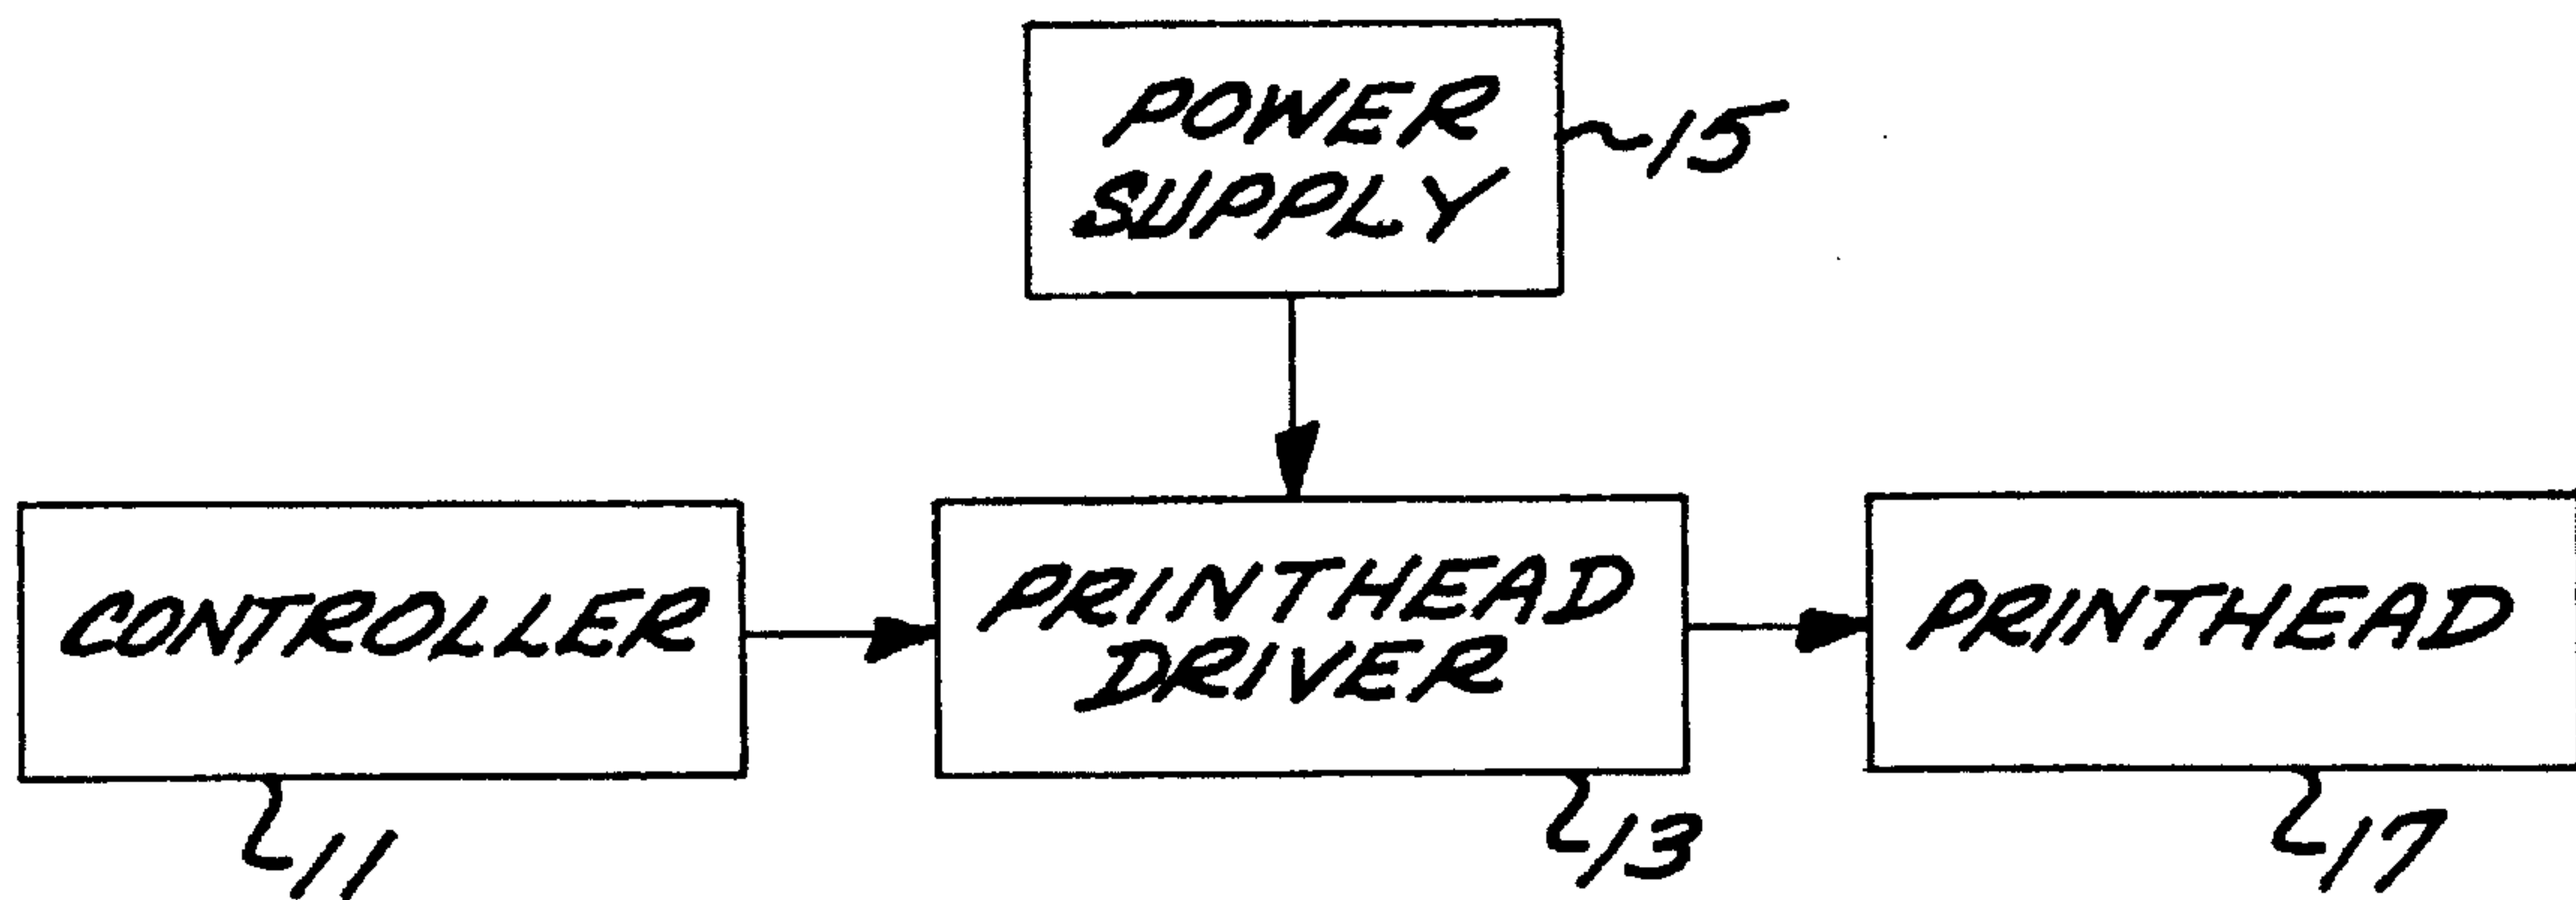 POWER
SUPPLY
15
CONTROLLER
PRINTHEAD
DRIVER
PRINTHEAD
11
13
17